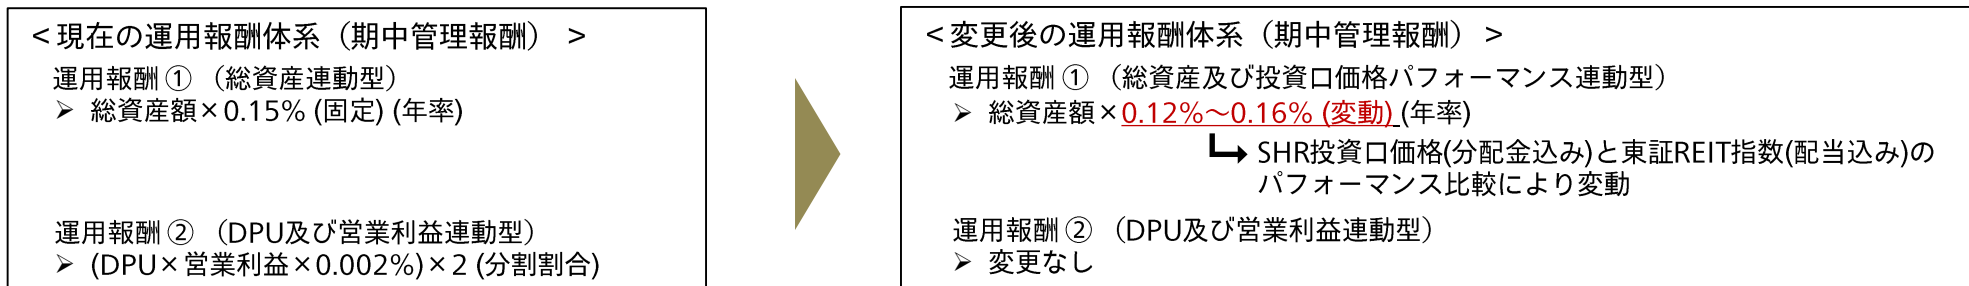 ＜現在の運用報酬体系（期中管理報酬）＞
運用報酬①（総資産連動型）
➢ 総資産額×0.15% (固定) (年率)
運用報酬②（DPU及び営業利益連動型）
➢ (DPU×営業利益×0.002%)×2 (分割割合)
＜変更後の運用報酬体系（期中管理報酬）＞
運用報酬①（総資産及び投資口価格パフォーマンス連動型）
➢ 総資産額×0.12%～0.16% (変動) (年率)
SHR投資口価格(分配金込み)と東証REIT指数(配当込み)の
パフォーマンス比較により変動
運用報酬②（DPU及び営業利益連動型）
➢ 変更なし